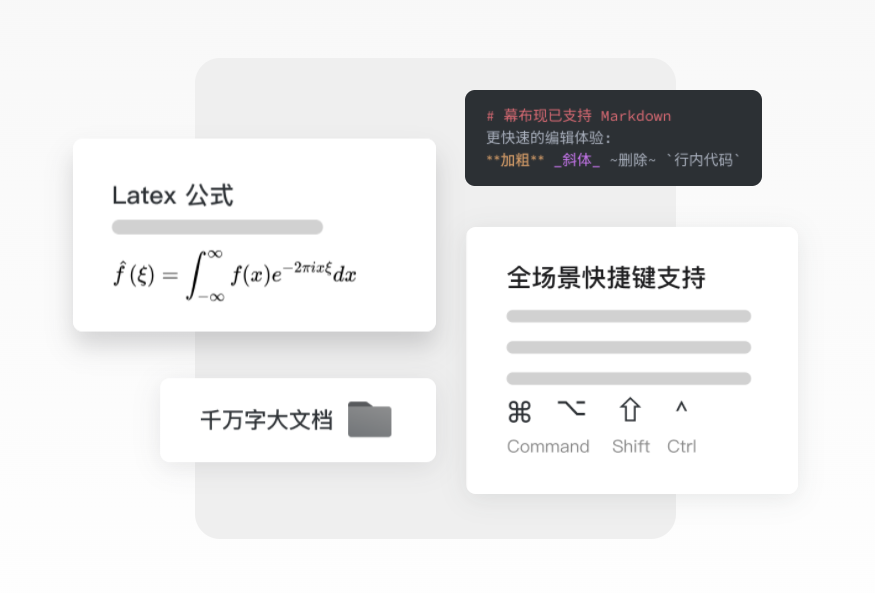 # 幕布现已支持 Markdown
更快速的编辑体验:
**加粗** _斜体_ ~删除~ `行内代码`
Latex 公式
f̂(ξ) = ∫_{-∞}^{∞} f(x)e^{-2πixξ}dx
全场景快捷键支持
⌘ ⌥ ⇧ ^
Command Shift Ctrl
千万字大文档